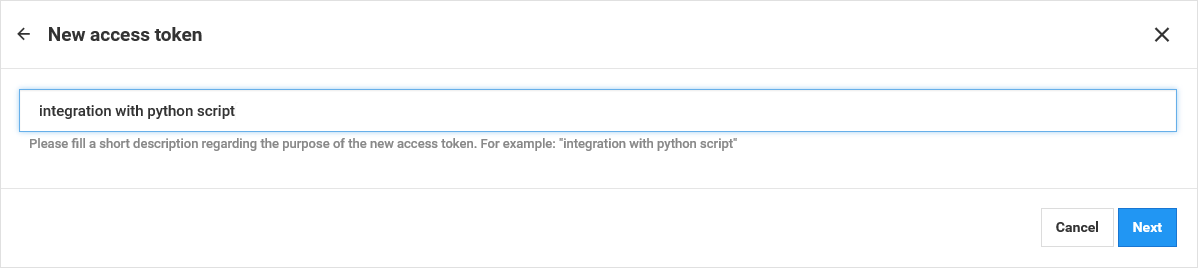 New access token
integration with python script
Please fill a short description regarding the purpose of the new access token. For example: "integration with python script"
Cancel
Next